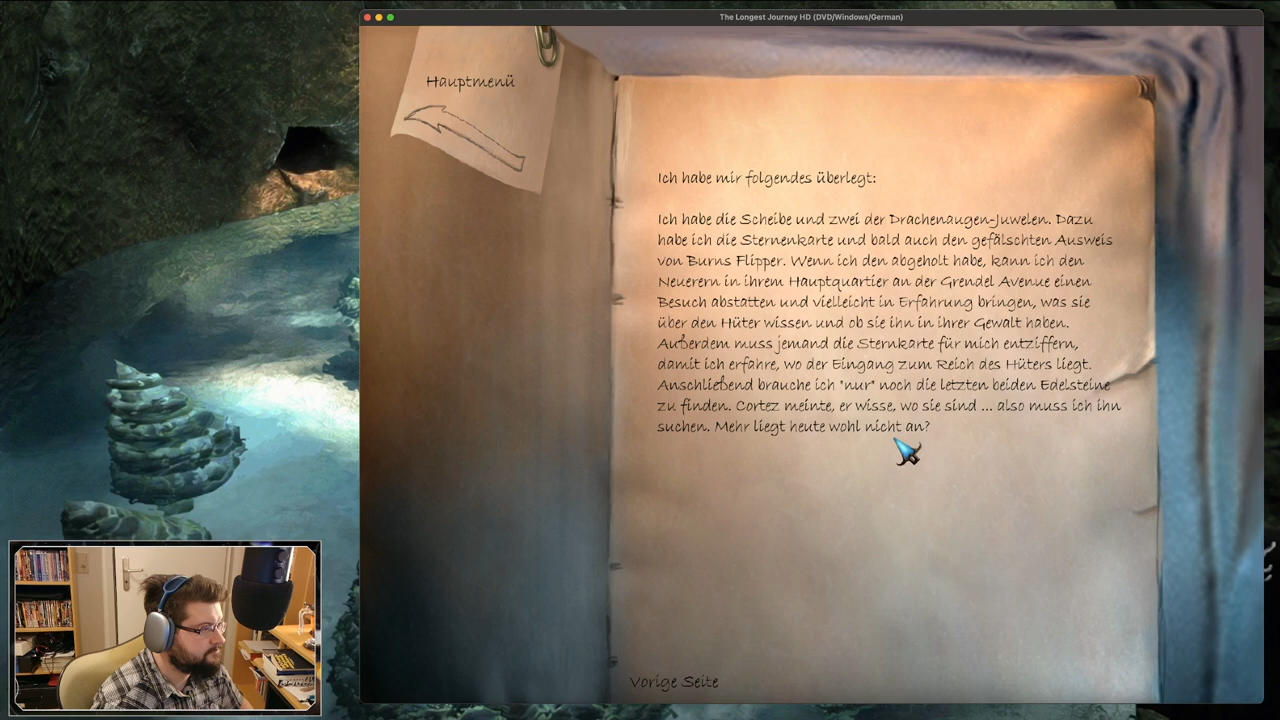 The Longest Journey HD (DVD/Windows/German)
Hauptmenü
Ich habe mir folgendes überlegt:
Ich habe die Scheibe und zwei der Drachenaugen-Juwelen. Dazu
habe ich die Sternenkarte und bald auch den gefälschten Ausweis
von Burns Flipper. Wenn ich den abgeholt habe, kann ich den
Neuerern in ihrem Hauptquartier an der Grendel Avenue einen
Besuch abstatten und vielleicht in Erfahrung bringen, was sie
über den Hüter wissen und ob sie ihn in ihrer Gewalt haben.
Außerdem muss jemand die Sternkarte für mich entziffern,
damit ich erfahre, wo der Eingang zum Reich des Hüters liegt.
Anschließend brauche ich "nur" noch die letzten beiden Edelsteine
zu finden. Cortez meinte, er wisse, wo sie sind ... also muss ich ihn
suchen. Mehr liegt heute wohl nicht an?
Vorige Seite